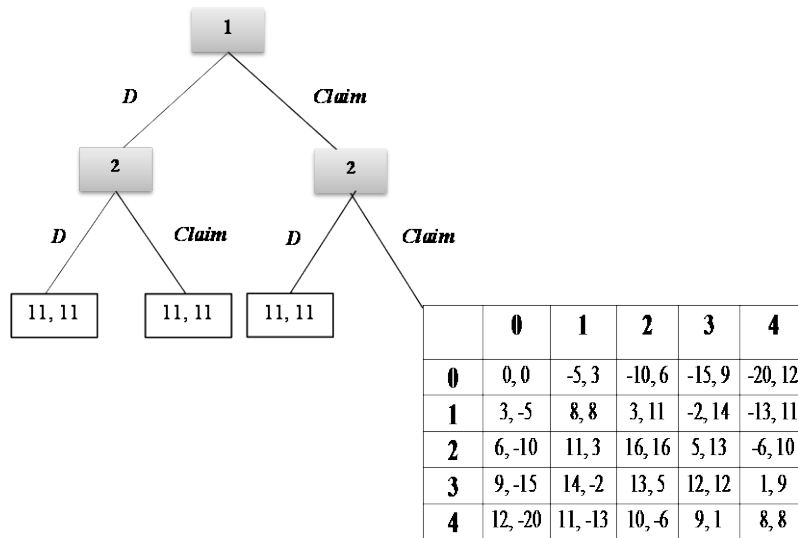 1
D Claim
2 2
D Claim D Claim
11, 11 11, 11 11, 11
0 1 2 3 4
0 0, 0 -5, 3 -10, 6 -15, 9 -20, 12
1 3, -5 8, 8 3, 11 -2, 14 -13, 11
2 6, -10 11, 3 16, 16 5, 13 -6, 10
3 9, -15 14, -2 13, 5 12, 12 1, 9
4 12, -20 11, -13 10, -6 9, 1 8, 8